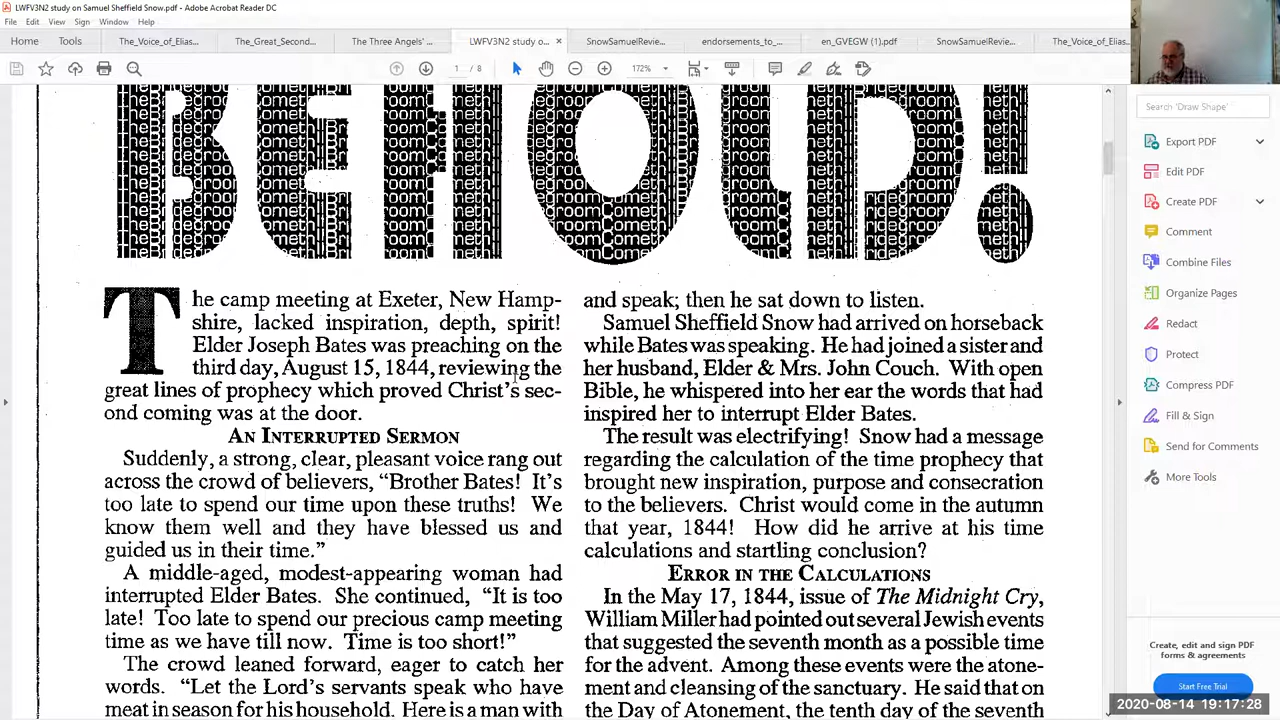 LWFV3N2 study on Samuel Sheffield Snow.pdf - Adobe Acrobat Reader DC
File Edit View Sign Window Help
Home Tools The_Voice_of_Elias... The_Great_Second... The Three Angels' ... LWFV3N2 study o... × SnowSamuelRevie... endorsements_to_... en_GVEGW (1).pdf SnowSamuelRevie... The_Voice_of_Elias...
1 / 8 172%
BEHOLD!
The camp meeting at Exeter, New Hamp-
shire, lacked inspiration, depth, spirit!
Elder Joseph Bates was preaching on the
third day, August 15, 1844, reviewing the
great lines of prophecy which proved Christ's sec-
ond coming was at the door.
AN INTERRUPTED SERMON
Suddenly, a strong, clear, pleasant voice rang out
across the crowd of believers, “Brother Bates! It's
too late to spend our time upon these truths! We
know them well and they have blessed us and
guided us in their time.”
A middle-aged, modest-appearing woman had
interrupted Elder Bates. She continued, “It is too
late! Too late to spend our precious camp meeting
time as we have till now. Time is too short!”
The crowd leaned forward, eager to catch her
words. “Let the Lord's servants speak who have
meat in season for his household. Here is a man with
and speak; then he sat down to listen.
Samuel Sheffield Snow had arrived on horseback
while Bates was speaking. He had joined a sister and
her husband, Elder & Mrs. John Couch. With open
Bible, he whispered into her ear the words that had
inspired her to interrupt Elder Bates.
The result was electrifying! Snow had a message
regarding the calculation of the time prophecy that
brought new inspiration, purpose and consecration
to the believers. Christ would come in the autumn
that year, 1844! How did he arrive at his time
calculations and startling conclusion?
ERROR IN THE CALCULATIONS
In the May 17, 1844, issue of The Midnight Cry,
William Miller had pointed out several Jewish events
that suggested the seventh month as a possible time
for the advent. Among these events were the atone-
ment and cleansing of the sanctuary. He said that on
the Day of Atonement, the tenth day of the seventh
Search 'Draw Shape'
Export PDF
Edit PDF
Create PDF
Comment
Combine Files
Organize Pages
Redact
Protect
Compress PDF
Fill & Sign
Send for Comments
More Tools
Create, edit and sign PDF
forms & agreements
Start Free Trial
2020-08-14 19:17:28